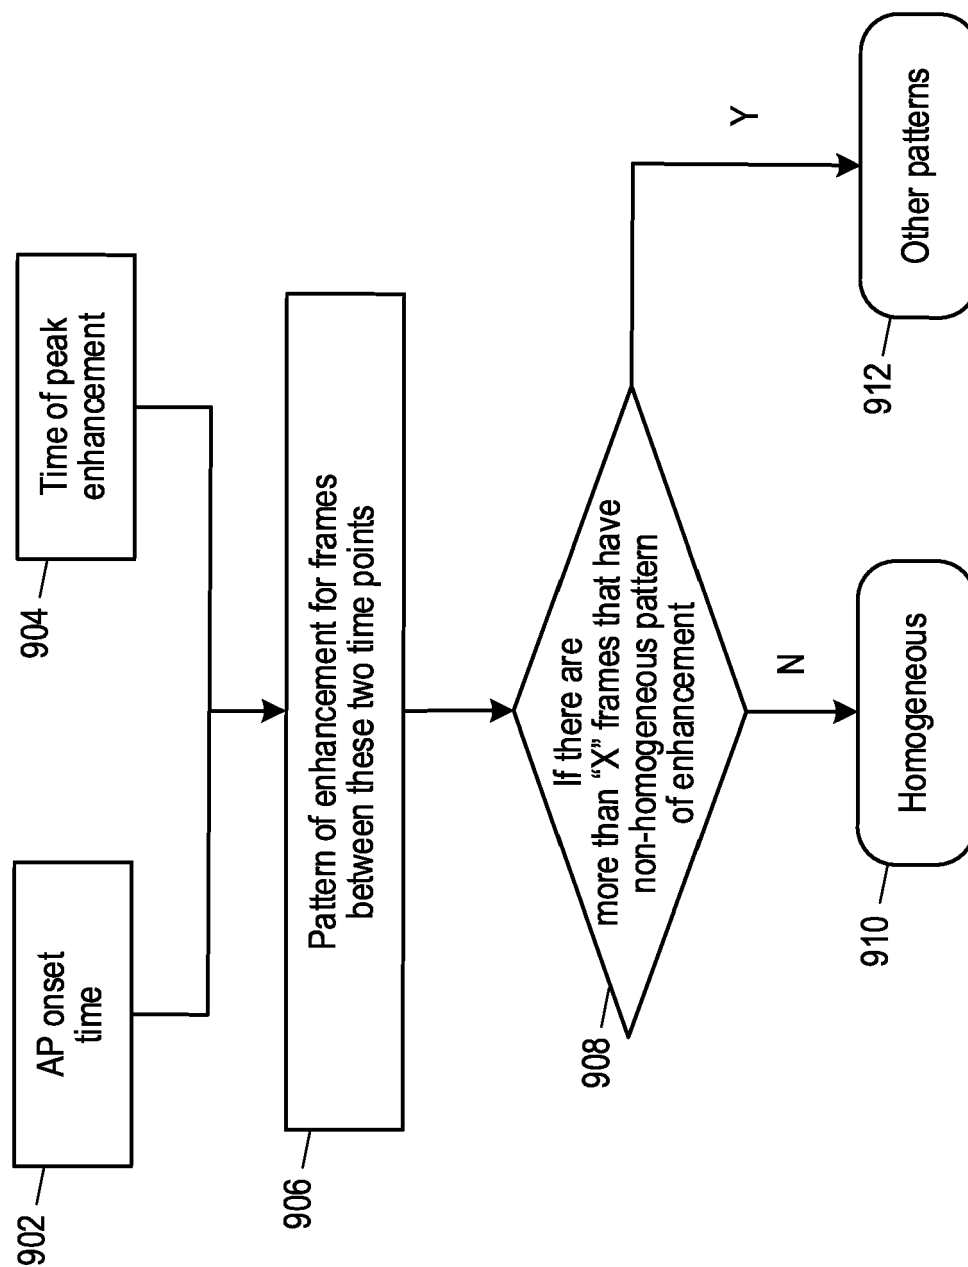 902
AP onset
time
904
Time of peak
enhancement
906
Pattern of enhancement for frames
between these two time points
908
If there are
more than “X” frames that have
non-homogeneous pattern
of enhancement
N
Y
910
Homogeneous
912
Other patterns